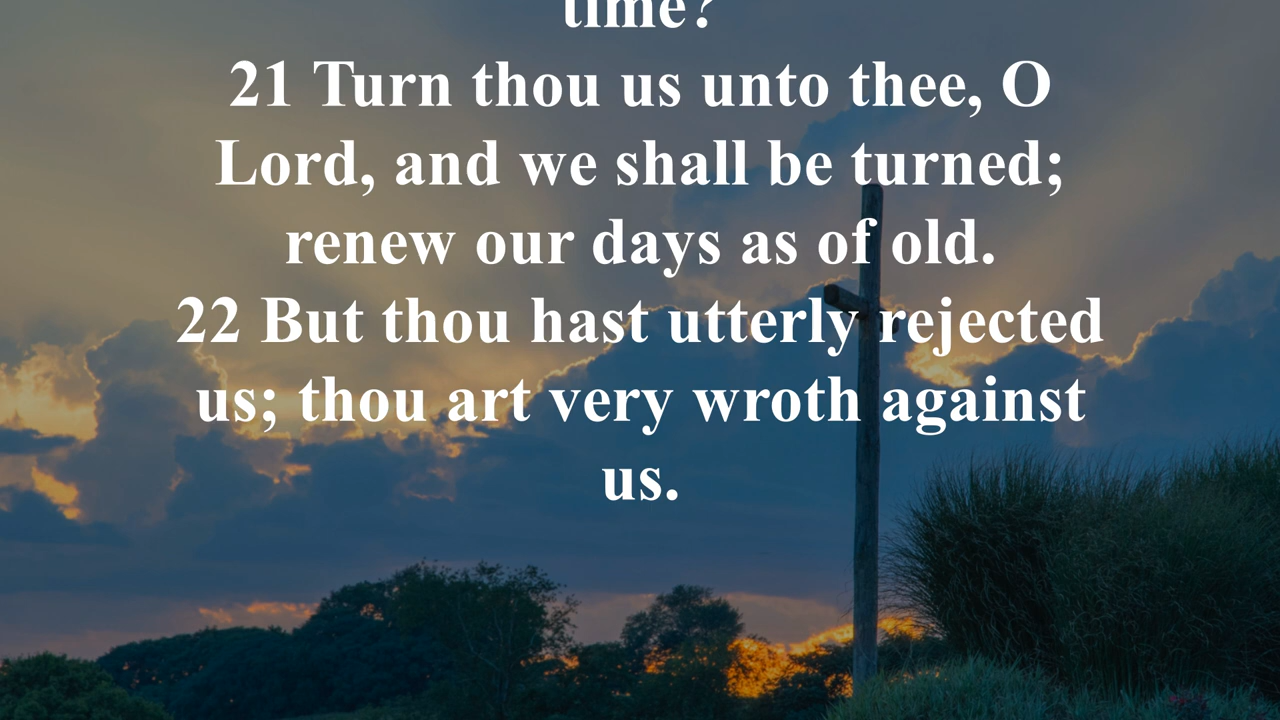 time?
21 Turn thou us unto thee, O
Lord, and we shall be turned;
renew our days as of old.
22 But thou hast utterly rejected
us; thou art very wroth against
us.